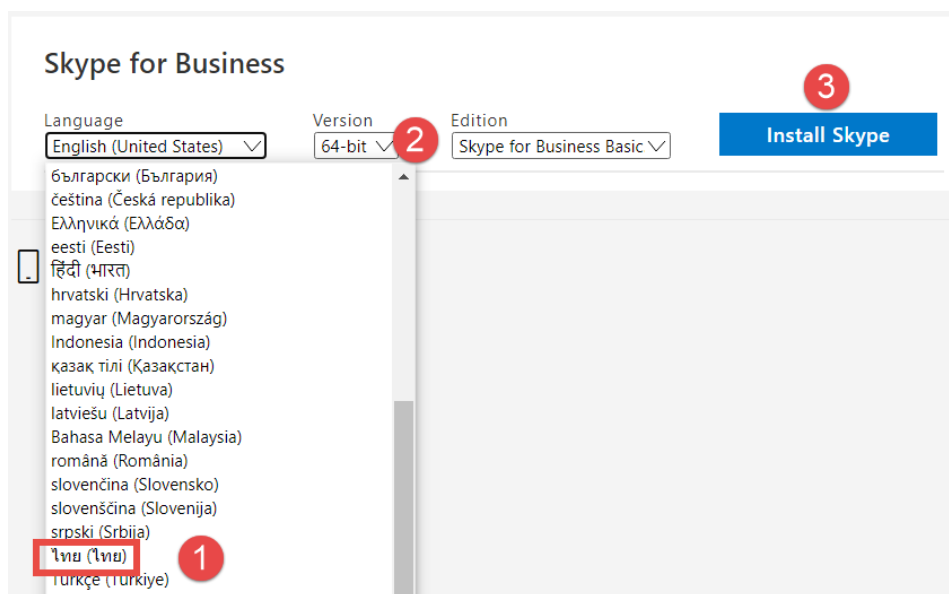 Skype for Business
3
Language Version Edition
English (United States) 64-bit 2 Skype for Business Basic Install Skype
български (България)
čeština (Česká republika)
Ελληνικά (Ελλάδα)
eesti (Eesti)
हिंदी (भारत)
hrvatski (Hrvatska)
magyar (Magyarország)
Indonesia (Indonesia)
қазақ тілі (Қазақстан)
lietuvių (Lietuva)
latviešu (Latvija)
Bahasa Melayu (Malaysia)
română (România)
slovenčina (Slovensko)
slovenščina (Slovenija)
srpski (Srbija)
ไทย (ไทย) 1
Türkçe (Türkiye)